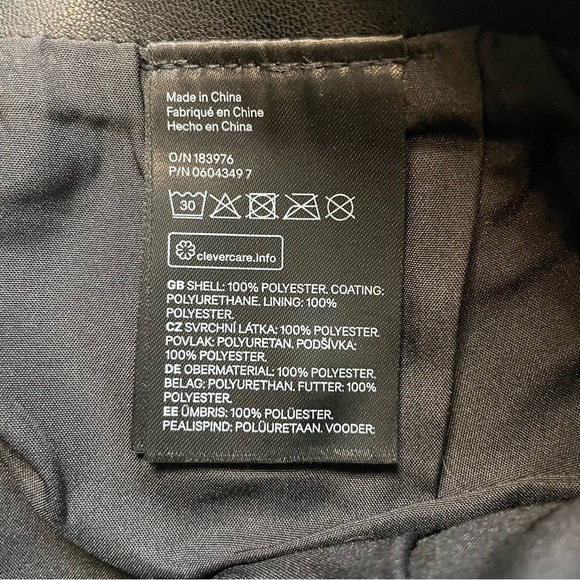 Made in China
Fabriqué en Chine
Hecho en China
O/N 183976
P/N 0604349 7
30
clevercare.info
GB SHELL: 100% POLYESTER. COATING:
POLYURETHANE. LINING: 100%
POLYESTER.
CZ SVRCHNÍ LÁTKA: 100% POLYESTER.
POVLAK: POLYURETAN. PODŠÍVKA:
100% POLYESTER.
DE OBERMATERIAL: 100% POLYESTER.
BELAG: POLYURETHAN. FUTTER: 100%
POLYESTER.
EE ÜMBRIS: 100% POLÜESTER.
PEALISPIND: POLÜURETAAN. VOODER: